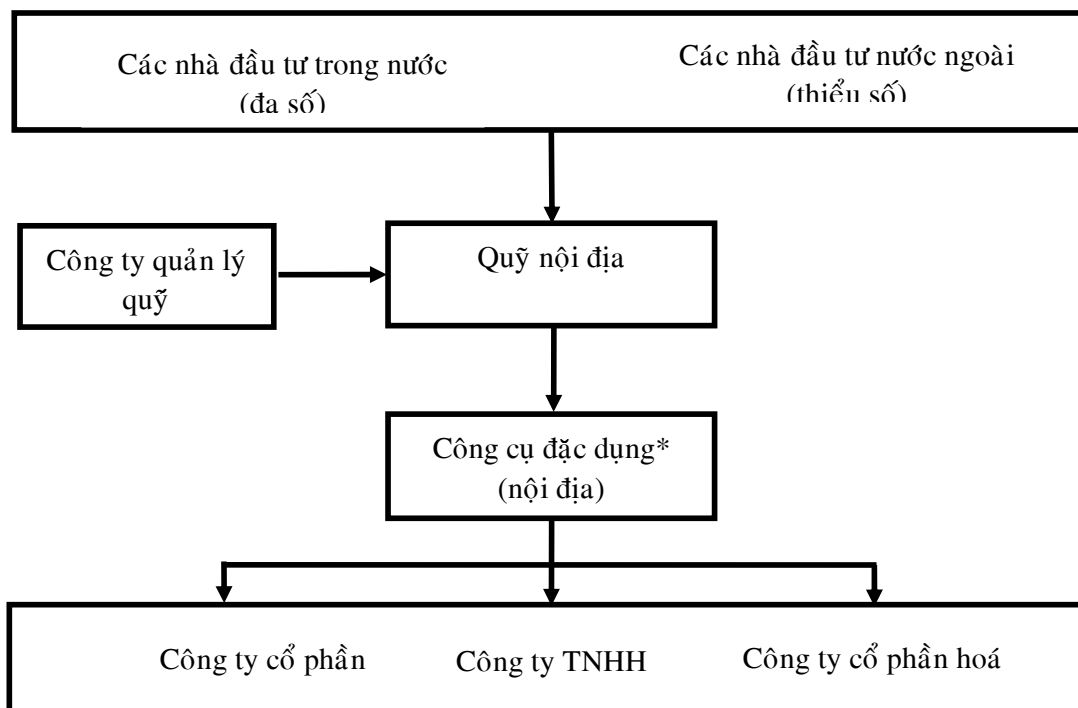 Các nhà đầu tư trong nước
(đa số)
Các nhà đầu tư nước ngoài
(thiểu số)
Công ty quản lý
quỹ
Quỹ nội địa
Công cụ đặc dụng*
(nội địa)
Công ty cổ phần
Công ty TNHH
Công ty cổ phần hoá